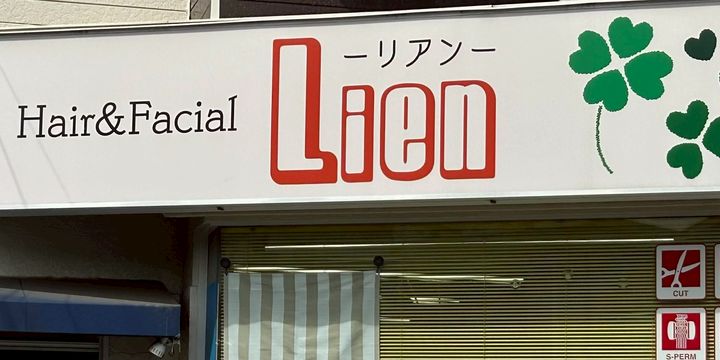 Hair&Facial
ーリアンー
Lien
CUT
S-PERM